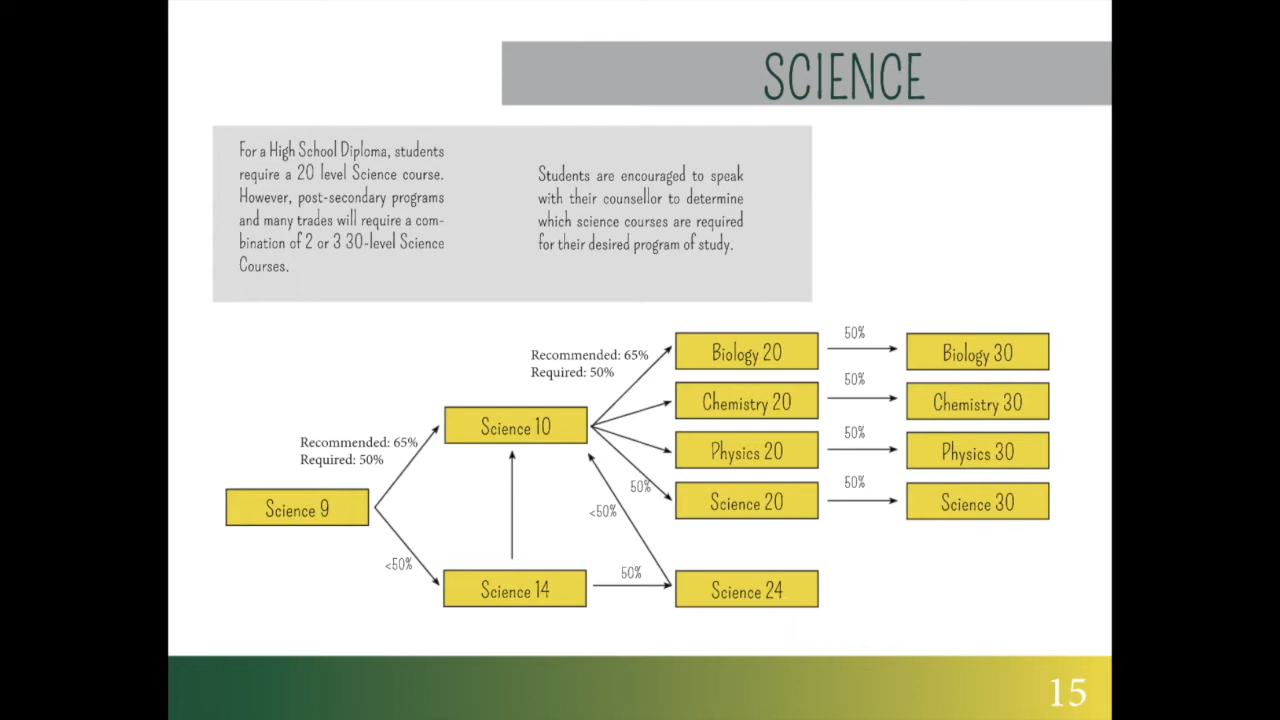 SCIENCE
For a High School Diploma, students
require a 20 level Science course.
However, post-secondary programs
and many trades will require a com-
bination of 2 or 3 30-level Science
Courses.
Students are encouraged to speak
with their counsellor to determine
which science courses are required
for their desired program of study.
Recommended: 65%
Required: 50%
Biology 20
50%
Biology 30
Chemistry 20
50%
Chemistry 30
Science 10
Recommended: 65%
Required: 50%
Physics 20
50%
Physics 30
50%
Science 20
50%
Science 30
Science 9
<50%
<50%
Science 14
50%
Science 24
15